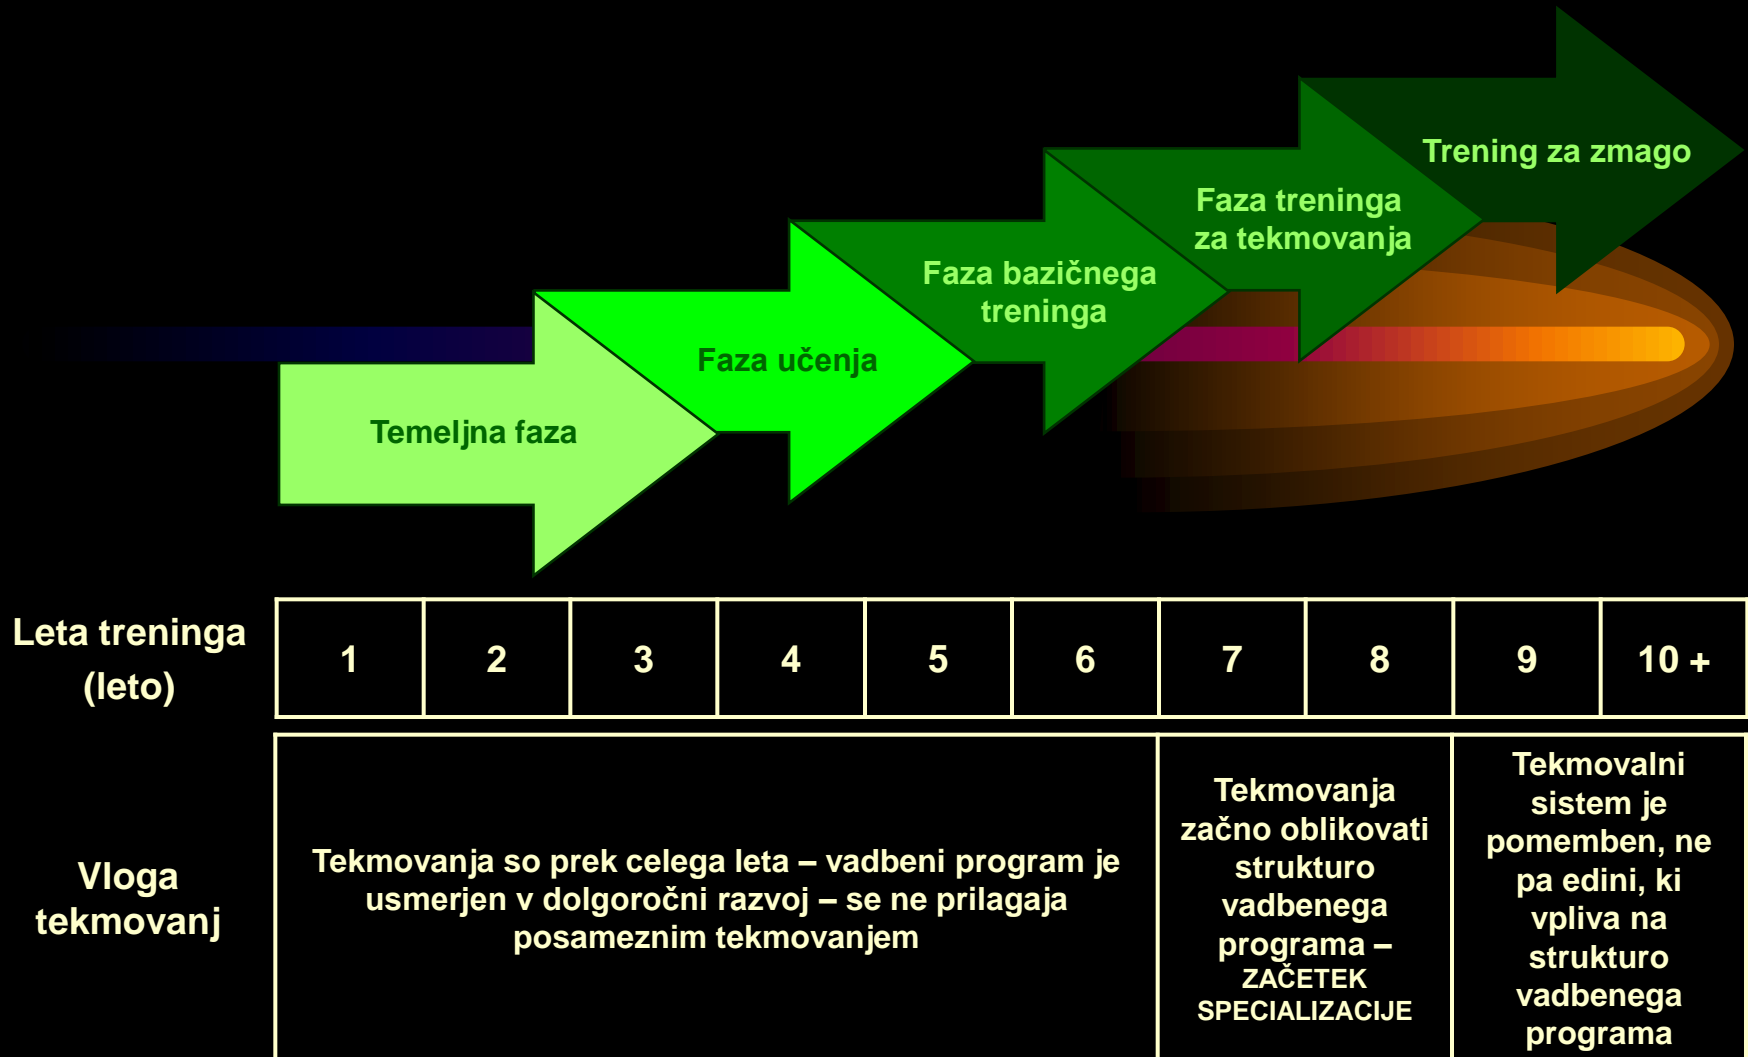 Trening za zmago
Faza treninga
za tekmovanja
Faza bazičnega
treninga
Faza učenja
Temeljna faza
Leta treninga
(leto)
1
2
3
4
5
6
7
8
9
10 +
Vloga
tekmovanj
Tekmovanja so prek celega leta – vadbeni program je
usmerjen v dolgoročni razvoj – se ne prilagaja
posameznim tekmovanjem
Tekmovanja
začno oblikovati
strukturo
vadbenega
programa –
ZAČETEK
SPECIALIZACIJE
Tekmovalni
sistem je
pomemben, ne
pa edini, ki
vpliva na
strukturo
vadbenega
programa